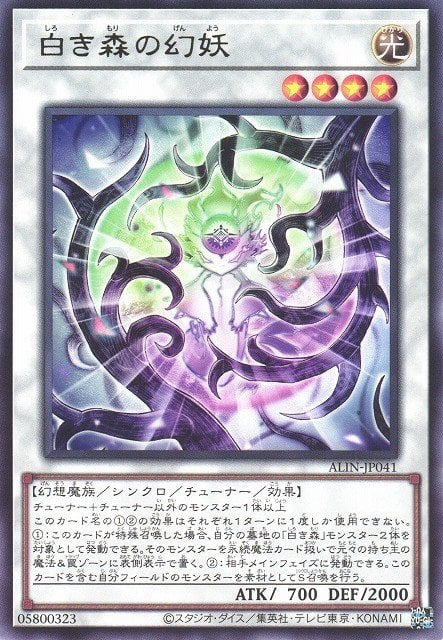 白き森の幻妖
光
ALIN-JP041
【幻想魔族／シンクロ／チューナー／効果】
チューナー＋チューナー以外のモンスター1体以上
このカード名の①②の効果はそれぞれ1ターンに1度しか使用できない。
①：このカードが特殊召喚した場合、自分の墓地の「白き森」モンスター2体を
対象として発動できる。そのモンスターを永続魔法カード扱いで元々の持ち主の
魔法＆罠ゾーンに表側表示で置く。②：相手メインフェイズに発動できる。この
カードを含む自分フィールドのモンスターを素材としてS召喚を行う。
ATK/ 700 DEF/2000
05800323
©スタジオ・ダイス／集英社・テレビ東京・KONAMI